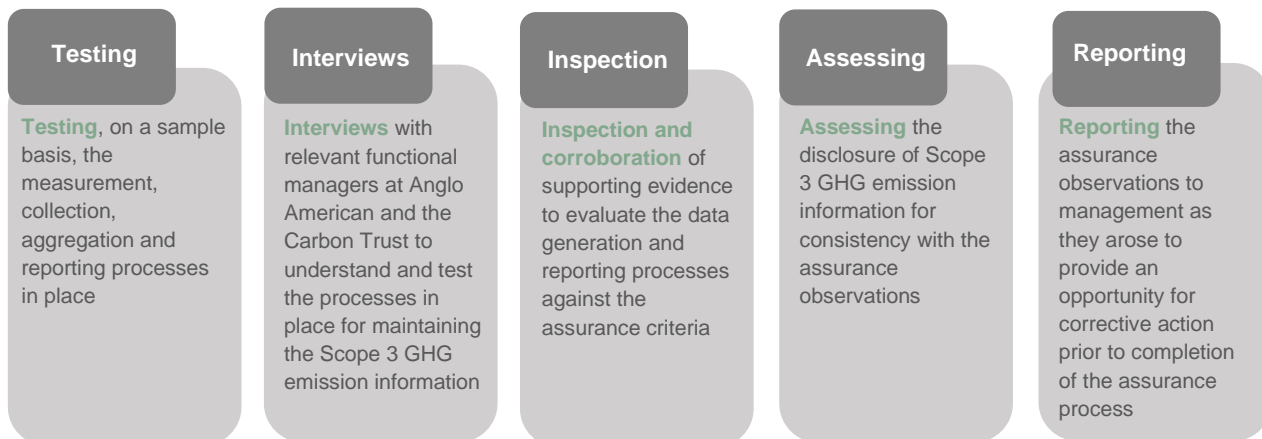 Testing
Testing, on a sample
basis, the
measurement,
collection,
aggregation and
reporting processes
in place
Interviews
Interviews with
relevant functional
managers at Anglo
American and the
Carbon Trust to
understand and test
the processes in
place for maintaining
the Scope 3 GHG
emission information
Inspection
Inspection and
corroboration of
supporting evidence
to evaluate the data
generation and
reporting processes
against the
assurance criteria
Assessing
Assessing the
disclosure of Scope
3 GHG emission
information for
consistency with the
assurance
observations
Reporting
Reporting the
assurance
observations to
management as
they arose to
provide an
opportunity for
corrective action
prior to completion
of the assurance
process